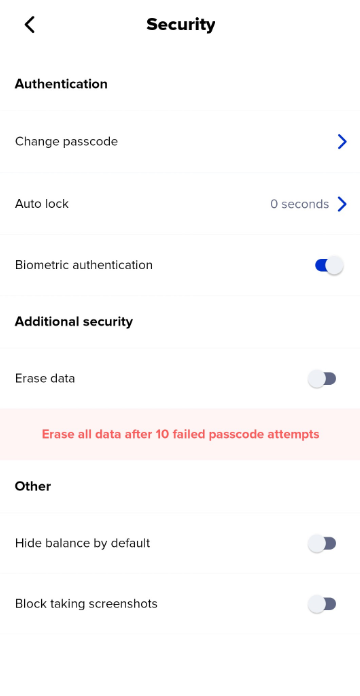 Security
Authentication
Change passcode
Auto lock 0 seconds
Biometric authentication
Additional security
Erase data
Erase all data after 10 failed passcode attempts
Other
Hide balance by default
Block taking screenshots